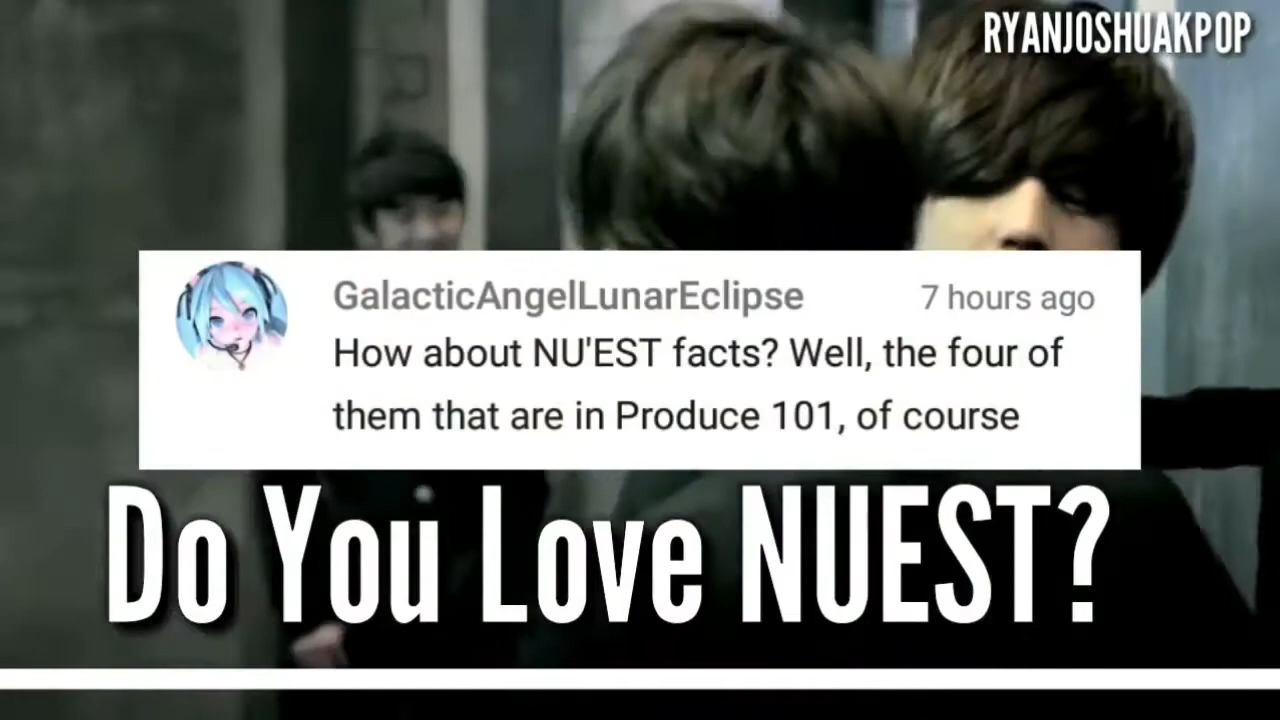 RYANJOSHUAKPOP
GalacticAngelLunarEclipse 7 hours ago
How about NU'EST facts? Well, the four of
them that are in Produce 101, of course
Do You Love NUEST?